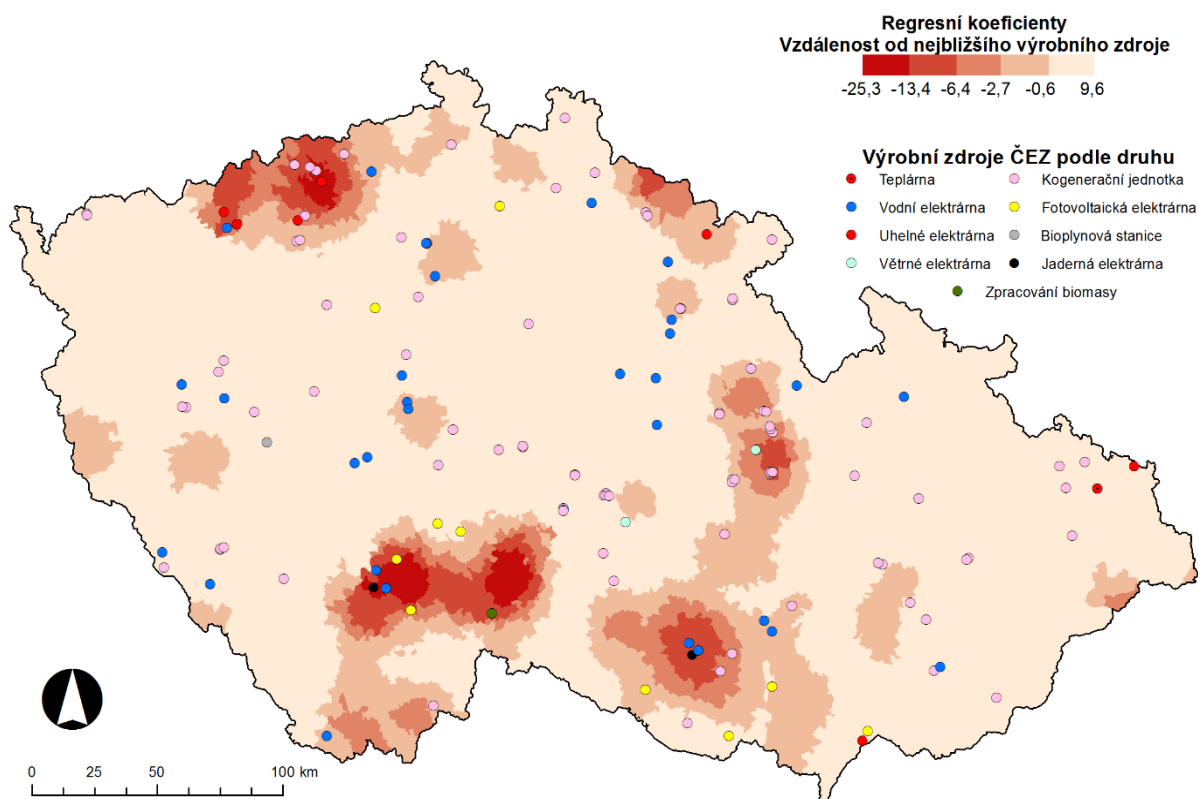 Regresní koeficienty
Vzdálenost od nejbližšího výrobního zdroje
-25,3 -13,4 -6,4 -2,7 -0,6 9,6
Výrobní zdroje ČEZ podle druhu
Teplárna Kogenerační jednotka
Vodní elektrárna Fotovoltaická elektrárna
Uhelné elektrárna Bioplynová stanice
Větrné elektrárna Jaderná elektrárna
Zpracování biomasy
0 25 50 100 km